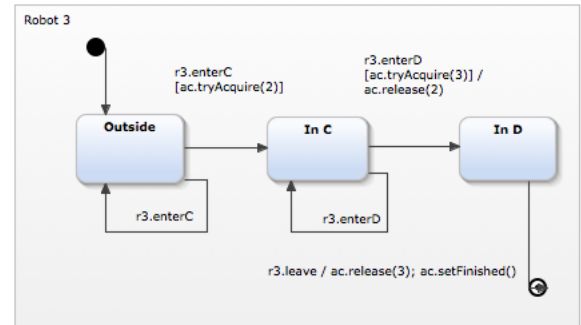 Robot 3
r3.enterC
[ac.tryAcquire(2)]
r3.enterD
[ac.tryAcquire(3)] /
ac.release(2)
Outside
In C
In D
r3.enterC
r3.enterD
r3.leave / ac.release(3); ac.setFinished()